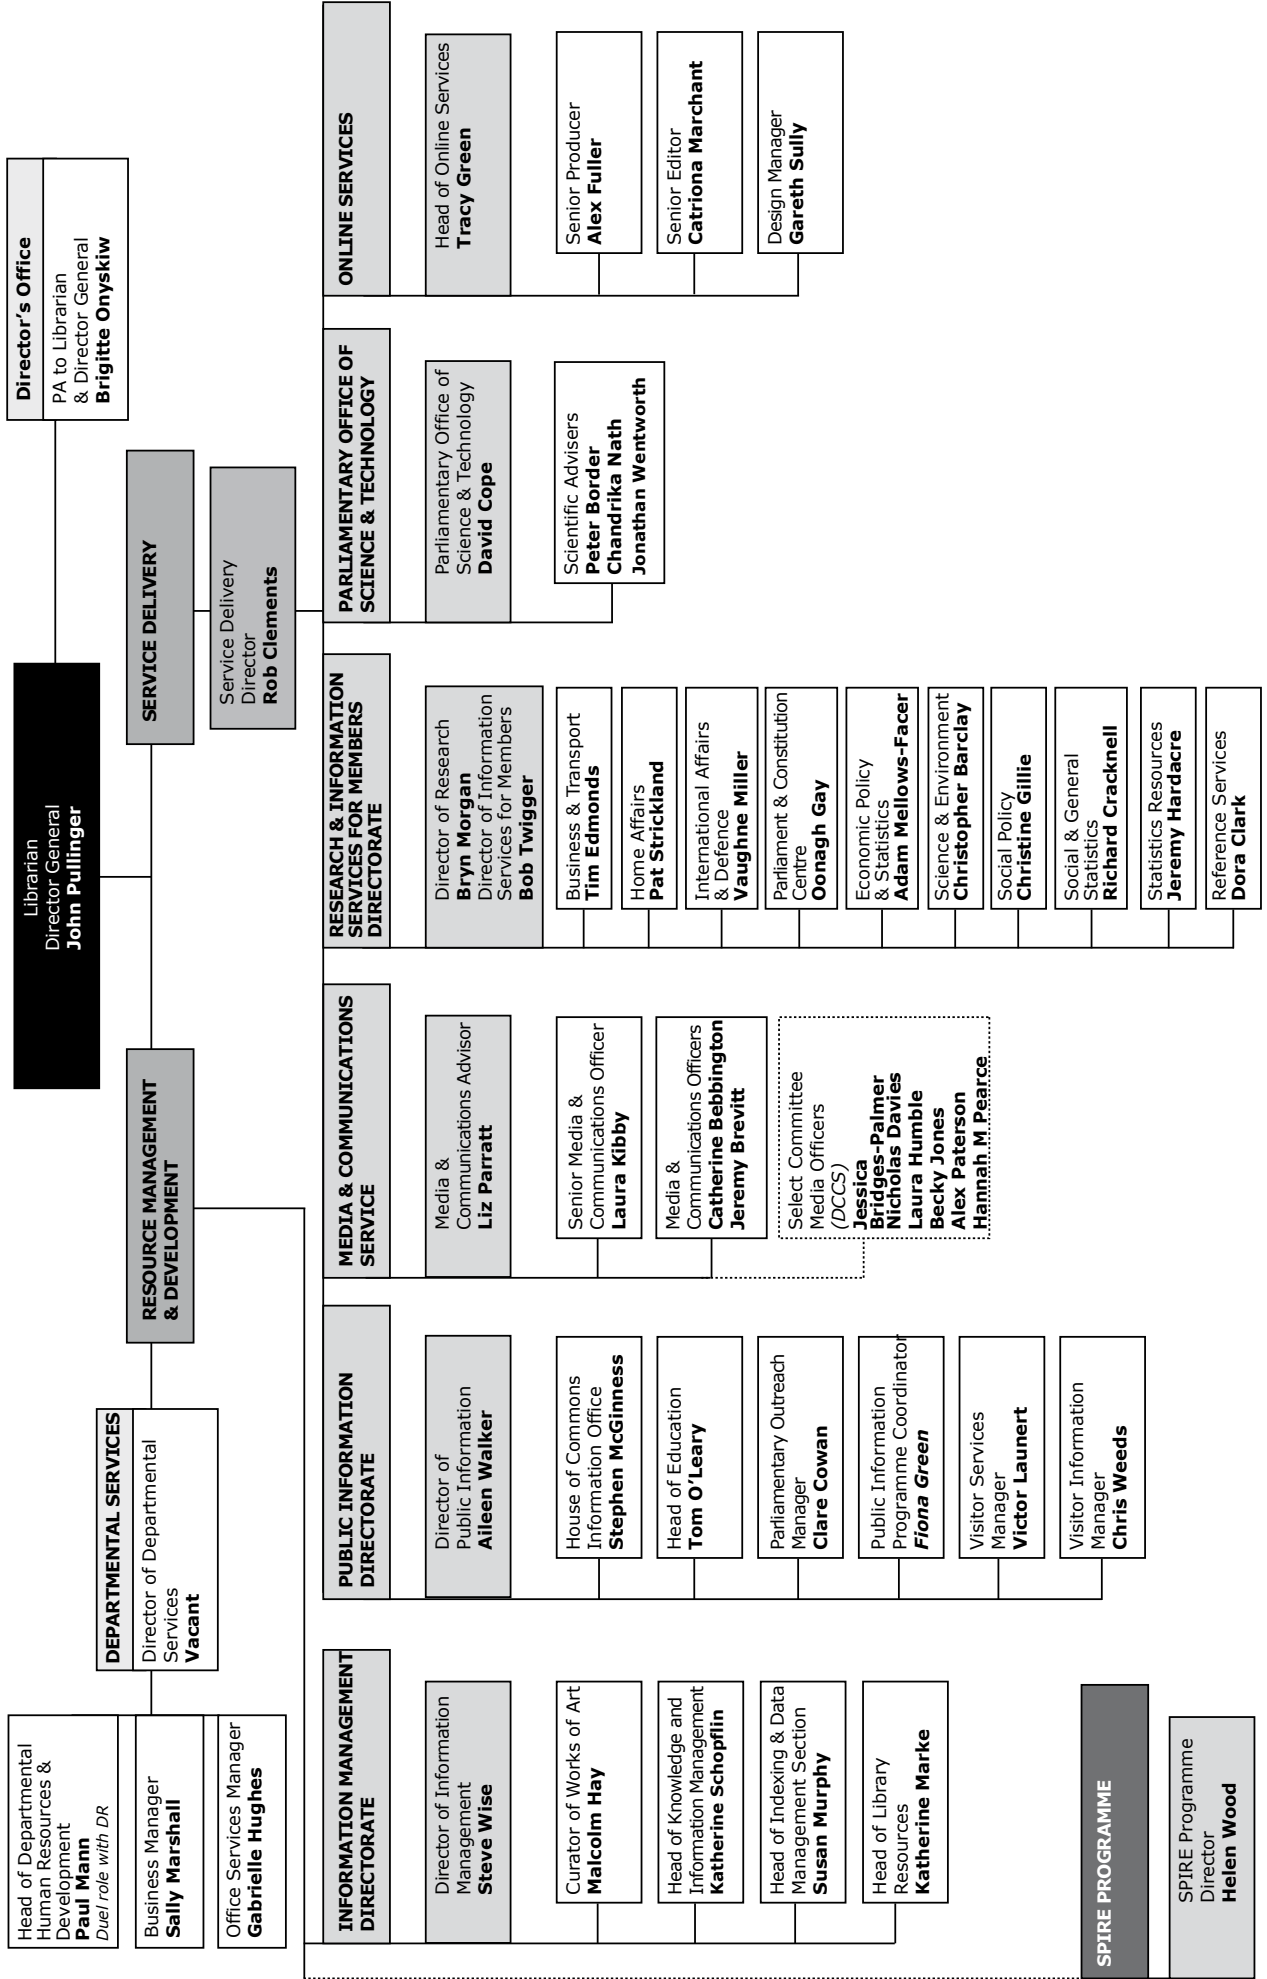 Librarian
Director General
John Pullinger
Director's Office
PA to Librarian
& Director General
Brigitte Onyskiw
RESOURCE MANAGEMENT
& DEVELOPMENT
SERVICE DELIVERY
Service Delivery
Director
Rob Clements
DEPARTMENTAL SERVICES
Director of Departmental
Services
Vacant
Head of Departmental
Human Resources &
Development
Paul Mann
Duel role with DR
Business Manager
Sally Marshall
Office Services Manager
Gabrielle Hughes
INFORMATION MANAGEMENT
DIRECTORATE
Director of Information
Management
Steve Wise
Curator of Works of Art
Malcolm Hay
Head of Knowledge and
Information Management
Katherine Schopflin
Head of Indexing & Data
Management Section
Susan Murphy
Head of Library
Resources
Katherine Marke
SPIRE PROGRAMME
SPIRE Programme
Director
Helen Wood
PUBLIC INFORMATION
DIRECTORATE
Director of
Public Information
Aileen Walker
House of Commons
Information Office
Stephen McGinness
Head of Education
Tom O'Leary
Parliamentary Outreach
Manager
Clare Cowan
Public Information
Programme Coordinator
Fiona Green
Visitor Services
Manager
Victor Launert
Visitor Information
Manager
Chris Weeds
MEDIA & COMMUNICATIONS
SERVICE
Media &
Communications Advisor
Liz Parratt
Senior Media &
Communications Officer
Laura Kibby
Media &
Communications Officers
Catherine Bebbington
Jeremy Brevitt
Select Committee
Media Officers
(DCCS)
Jessica
Bridges-Palmer
Nicholas Davies
Laura Humble
Becky Jones
Alex Paterson
Hannah M Pearce
RESEARCH & INFORMATION
SERVICES FOR MEMBERS
DIRECTORATE
Director of Research
Bryn Morgan
Director of Information
Services for Members
Bob Twigger
Business & Transport
Tim Edmonds
Home Affairs
Pat Strickland
International Affairs
& Defence
Vaughne Miller
Parliament & Constitution
Centre
Oonagh Gay
Economic Policy
& Statistics
Adam Mellows-Facer
Science & Environment
Christopher Barclay
Social Policy
Christine Gillie
Social & General
Statistics
Richard Cracknell
Statistics Resources
Jeremy Hardacre
Reference Services
Dora Clark
PARLIAMENTARY OFFICE OF
SCIENCE & TECHNOLOGY
Parliamentary Office of
Science & Technology
David Cope
Scientific Advisers
Peter Border
Chandrika Nath
Jonathan Wentworth
ONLINE SERVICES
Head of Online Services
Tracy Green
Senior Producer
Alex Fuller
Senior Editor
Catriona Marchant
Design Manager
Gareth Sully